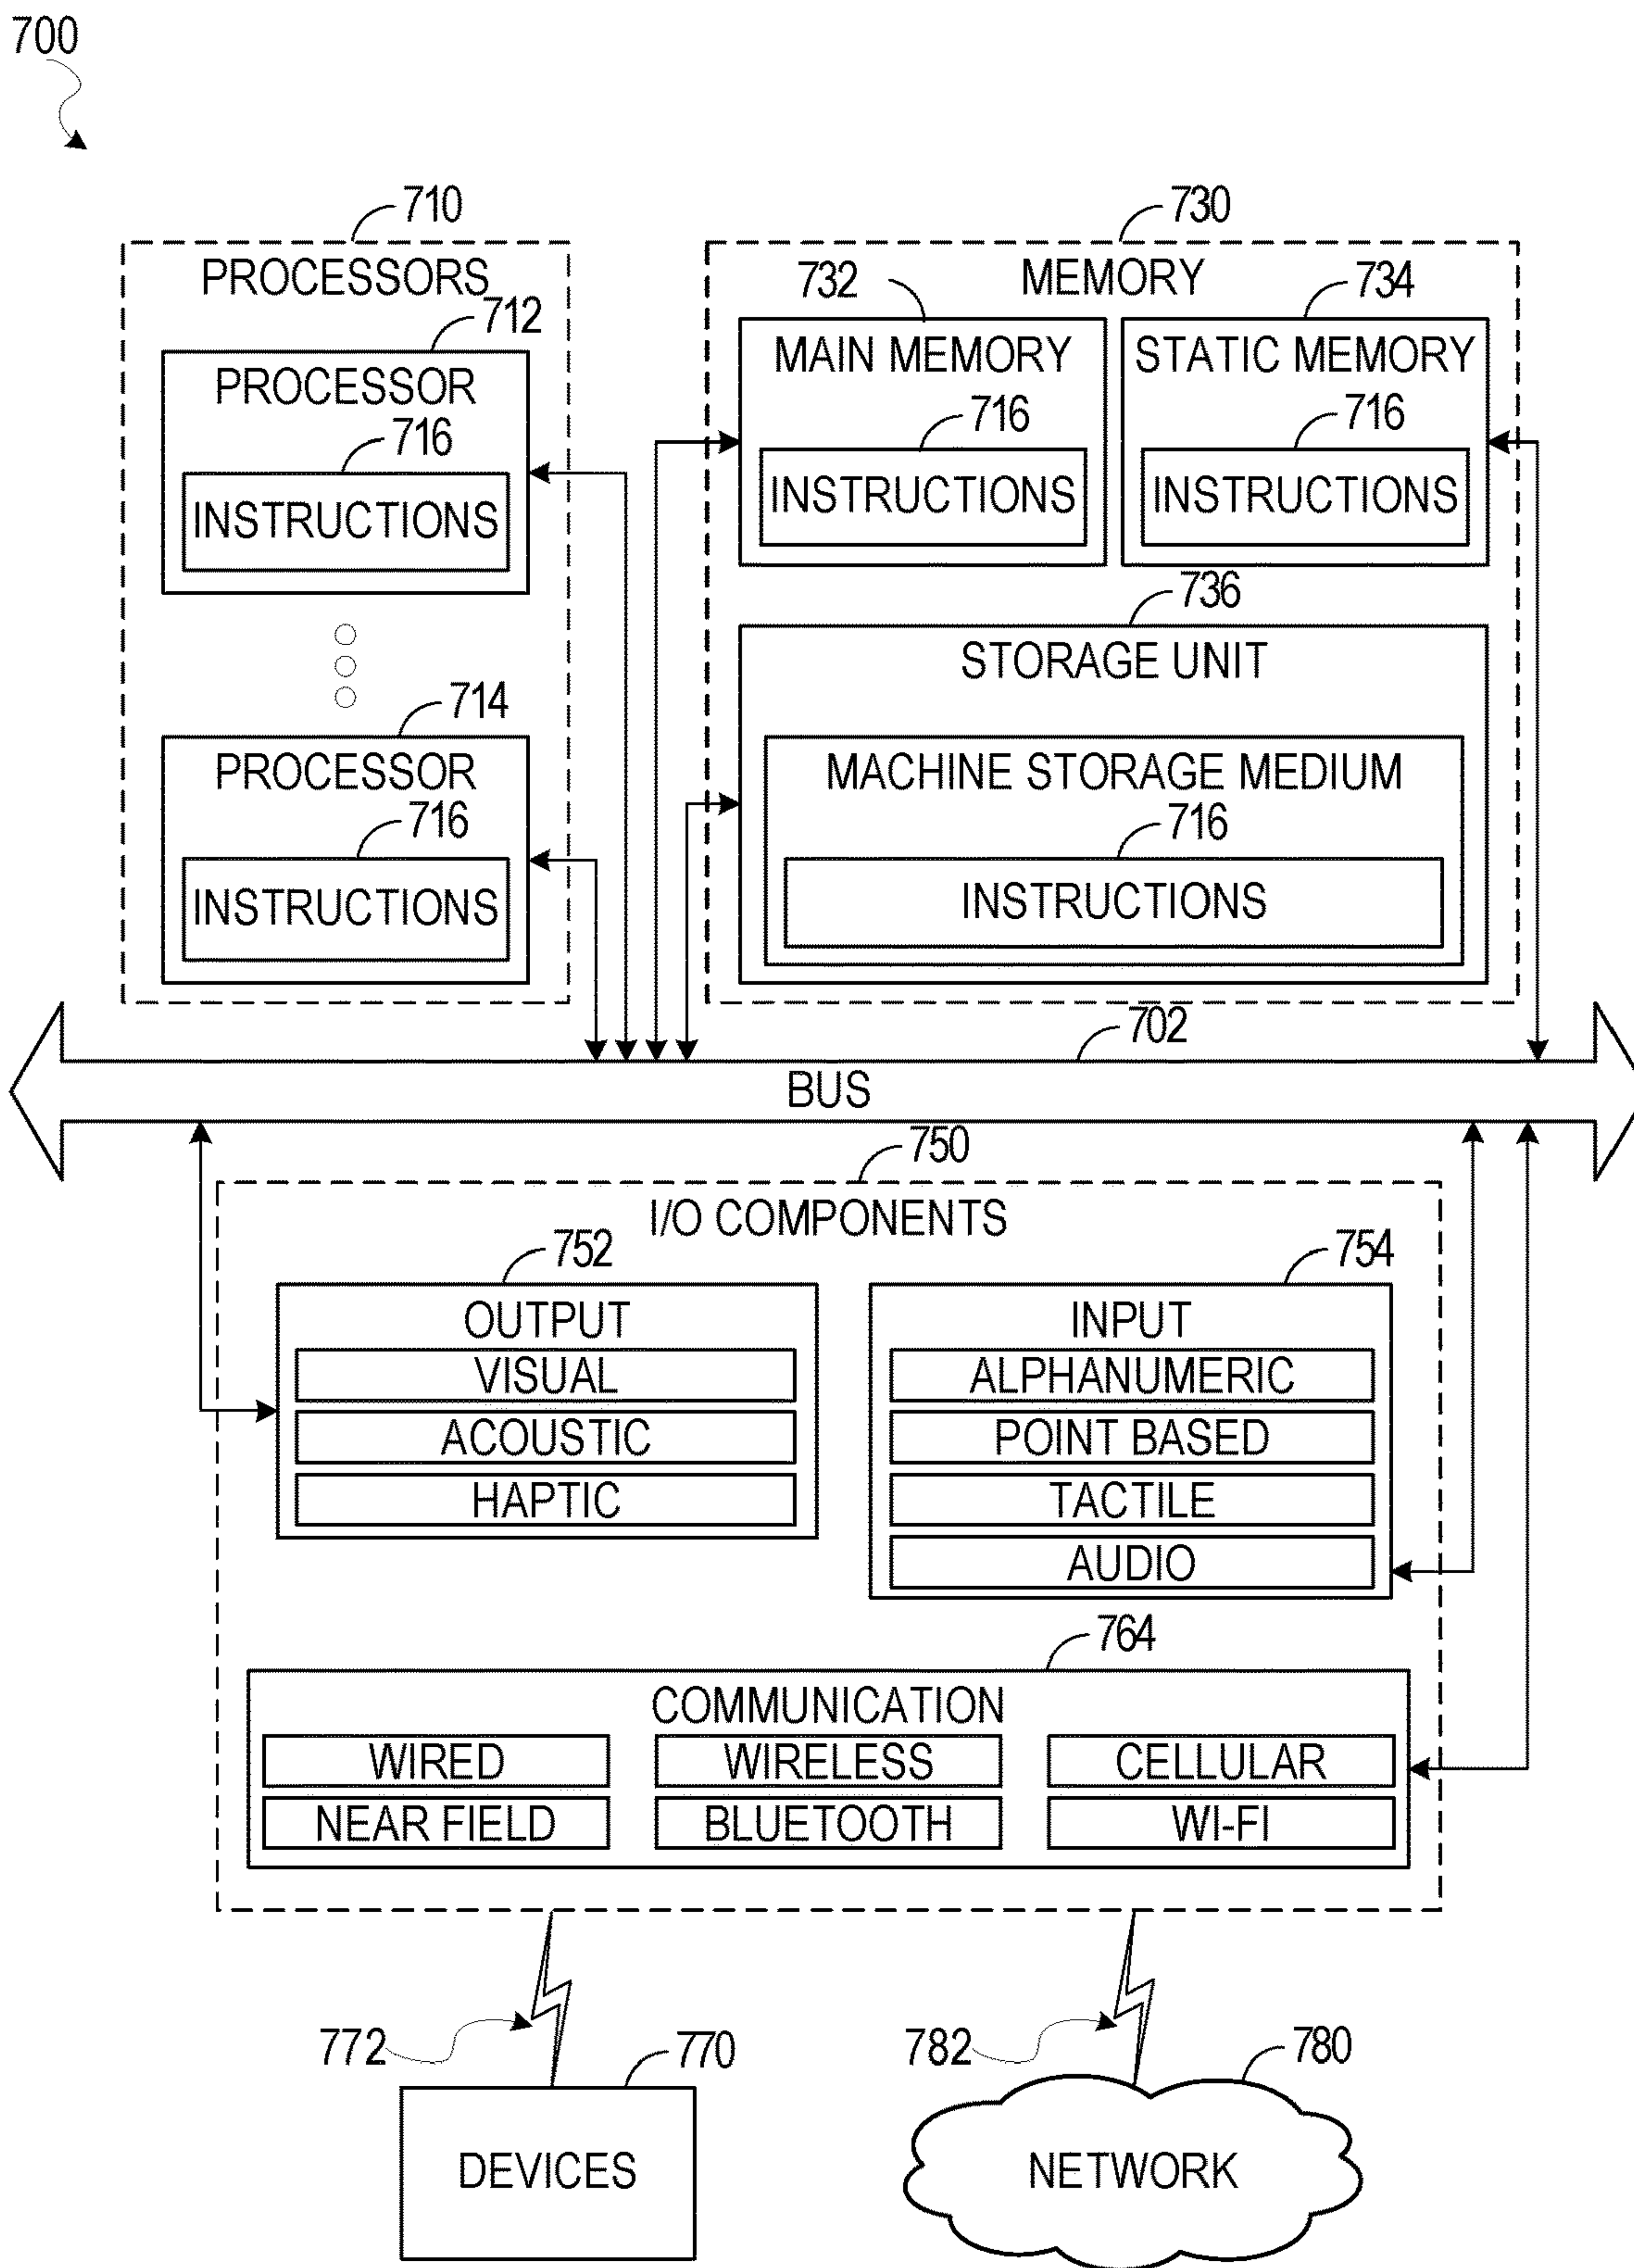 700
710
PROCESSORS
712
PROCESSOR
716
INSTRUCTIONS
714
PROCESSOR
716
INSTRUCTIONS
730
MEMORY
732
MAIN MEMORY
716
INSTRUCTIONS
734
STATIC MEMORY
716
INSTRUCTIONS
736
STORAGE UNIT
MACHINE STORAGE MEDIUM
716
INSTRUCTIONS
702
BUS
750
I/O COMPONENTS
752
OUTPUT
VISUAL
ACOUSTIC
HAPTIC
754
INPUT
ALPHANUMERIC
POINT BASED
TACTILE
AUDIO
764
COMMUNICATION
WIRED
WIRELESS
CELLULAR
NEAR FIELD
BLUETOOTH
WI-FI
772
770
DEVICES
782
780
NETWORK